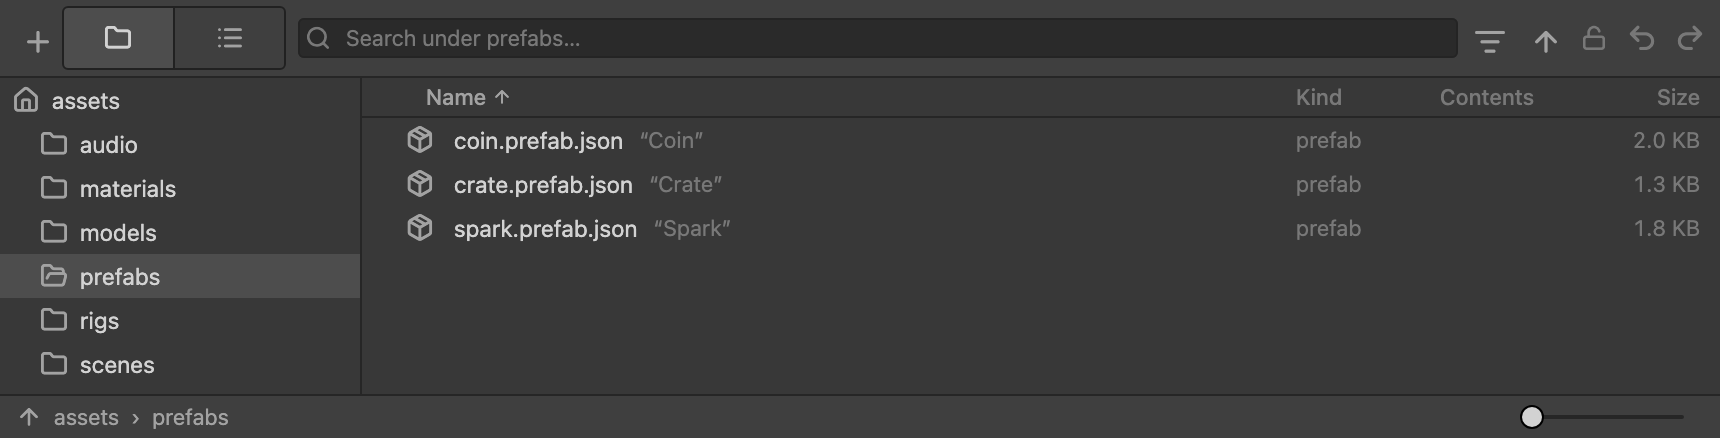 Search under prefabs...
assets
audio
materials
models
prefabs
rigs
scenes
Name ↑ Kind Contents Size
coin.prefab.json “Coin” prefab 2.0 KB
crate.prefab.json “Crate” prefab 1.3 KB
spark.prefab.json “Spark” prefab 1.8 KB
assets › prefabs